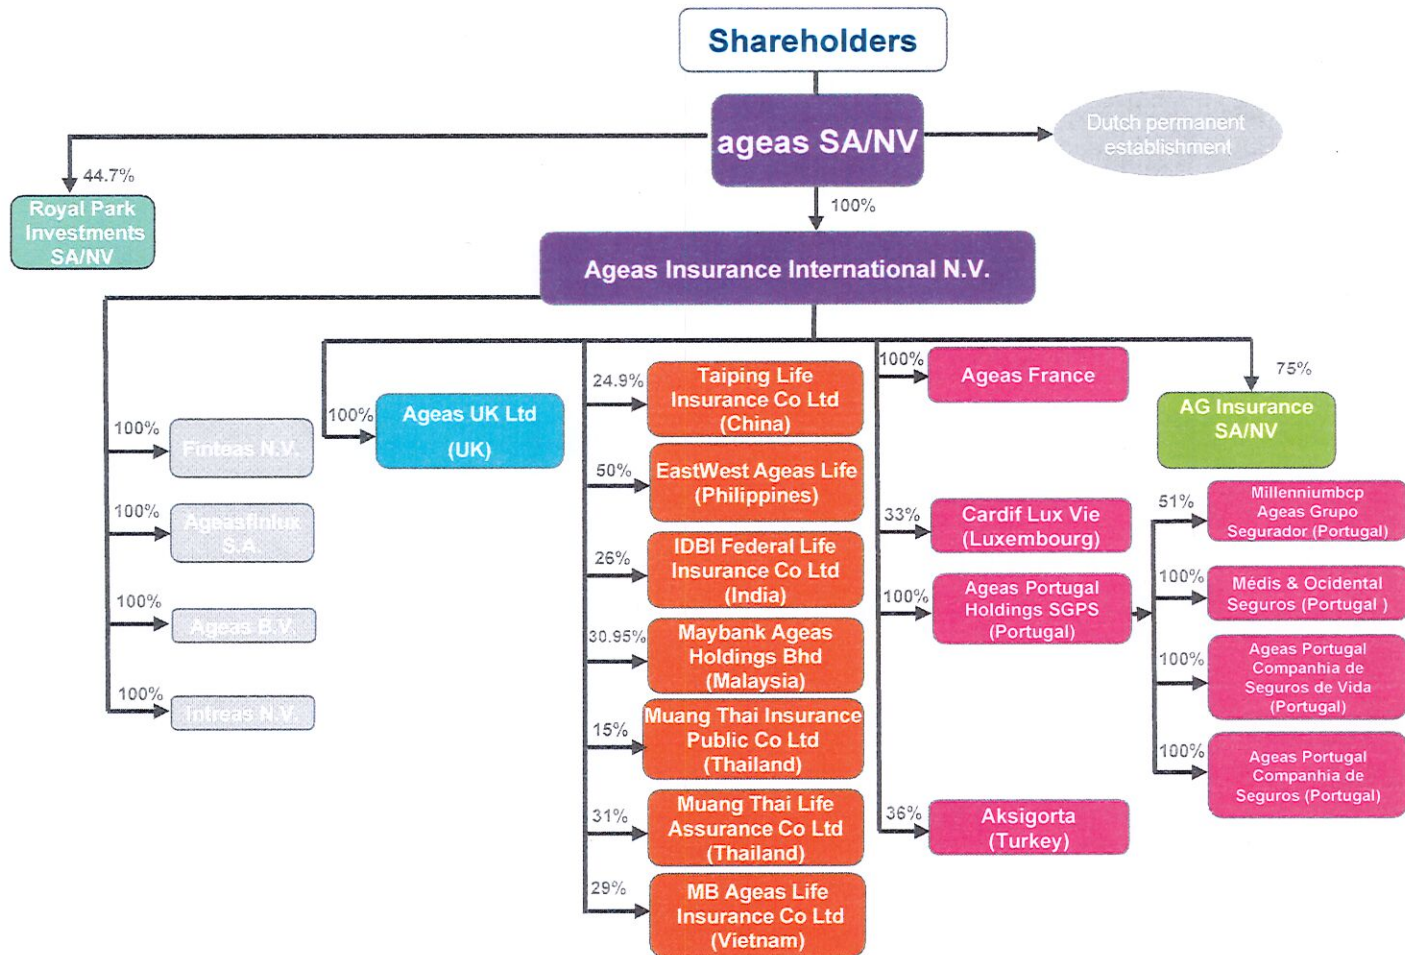 Shareholders
ageas SA/NV
Dutch permanent
establishment
44.7%
Royal Park
Investments
SA/NV
100%
Ageas Insurance International N.V.
100%
Finteas N.V.
100%
Ageasfinlux
S.A.
100%
Ageas B.V.
100%
Intreas N.V.
100%
Ageas UK Ltd
(UK)
24.9%
Taiping Life
Insurance Co Ltd
(China)
50%
EastWest Ageas Life
(Philippines)
26%
IDBI Federal Life
Insurance Co Ltd
(India)
30.95%
Maybank Ageas
Holdings Bhd
(Malaysia)
15%
Muang Thai Insurance
Public Co Ltd
(Thailand)
31%
Muang Thai Life
Assurance Co Ltd
(Thailand)
29%
MB Ageas Life
Insurance Co Ltd
(Vietnam)
100%
Ageas France
33%
Cardif Lux Vie
(Luxembourg)
100%
Ageas Portugal
Holdings SGPS
(Portugal)
36%
Aksigorta
(Turkey)
75%
AG Insurance
SA/NV
51%
Millenniumbcp
Ageas Grupo
Segurador (Portugal)
100%
Médis & Ocidental
Seguros (Portugal )
100%
Ageas Portugal
Companhia de
Seguros de Vida
(Portugal)
100%
Ageas Portugal
Companhia de
Seguros (Portugal)